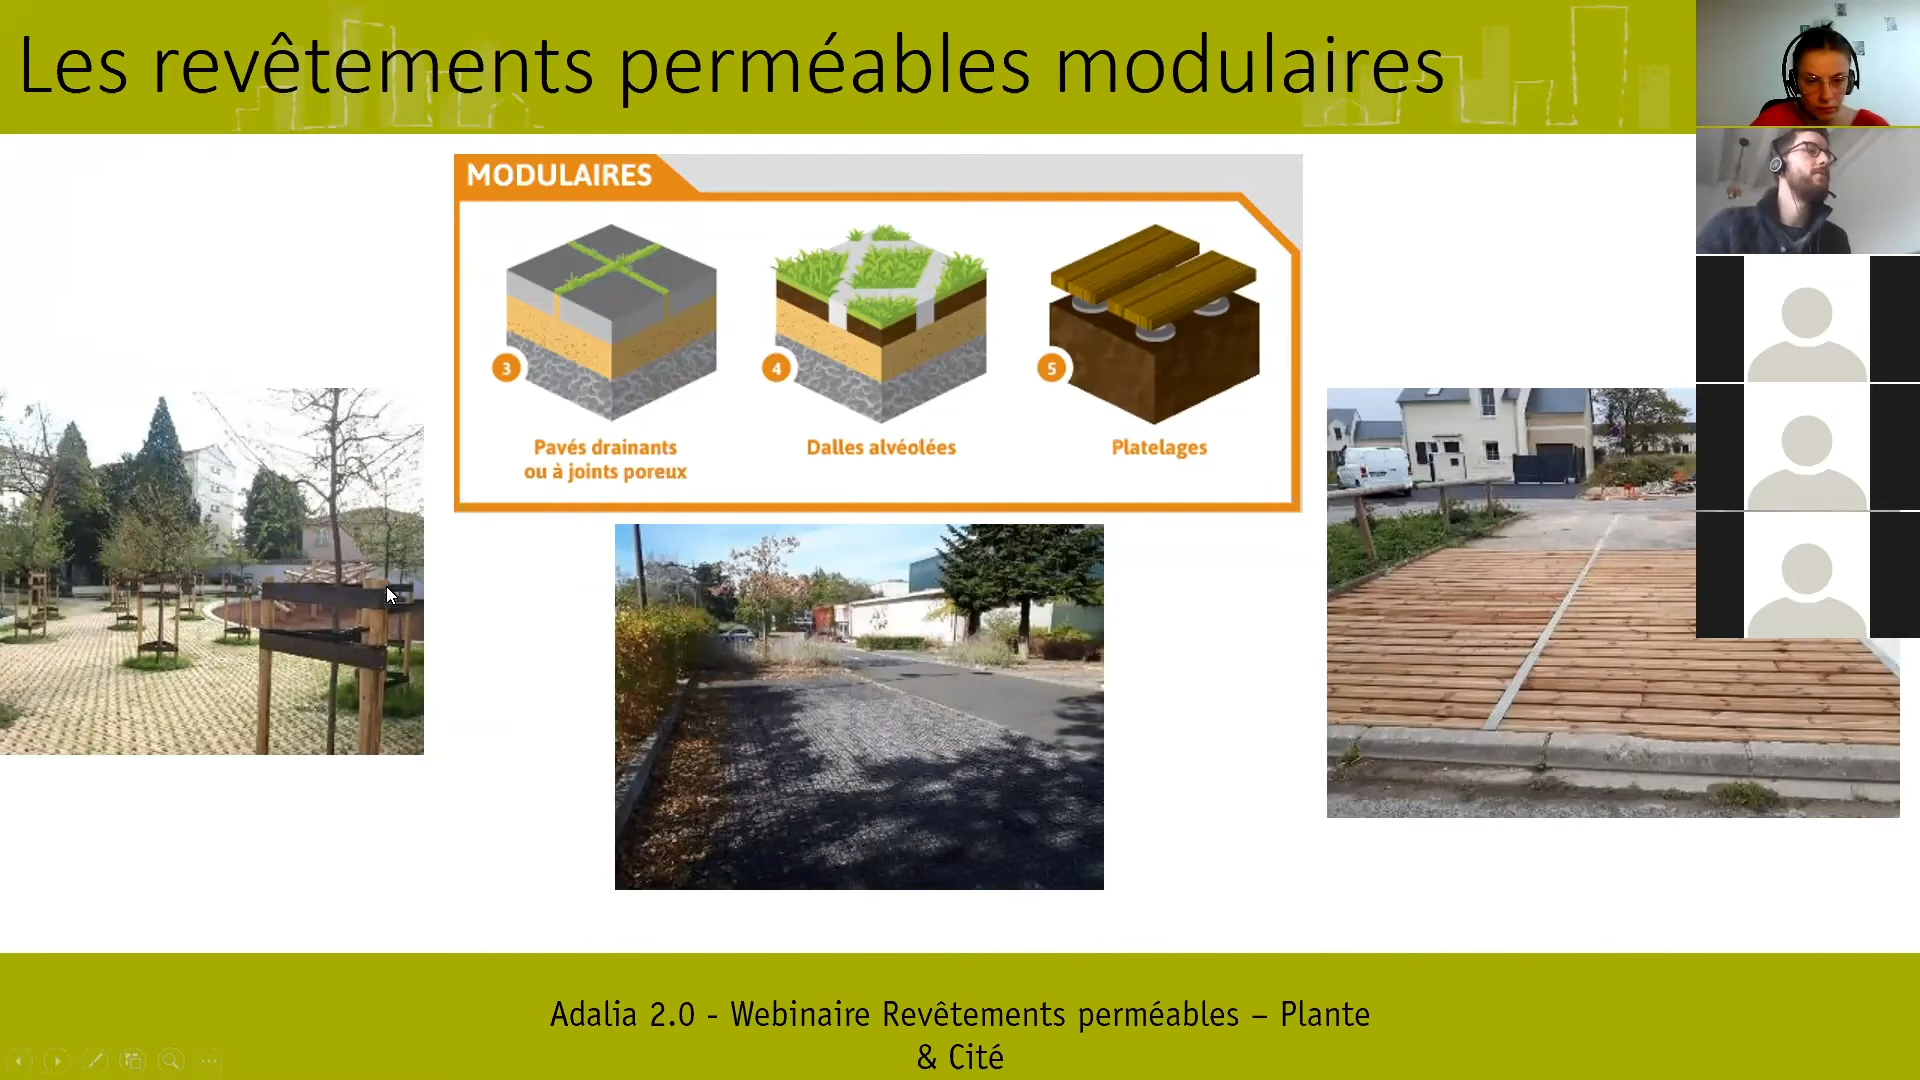 Les revêtements perméables modulaires
MODULAIRES
3
4
5
Pavés drainants
ou à joints poreux
Dalles alvéolées
Platelages
Adalia 2.0 - Webinaire Revêtements perméables – Plante
& Cité